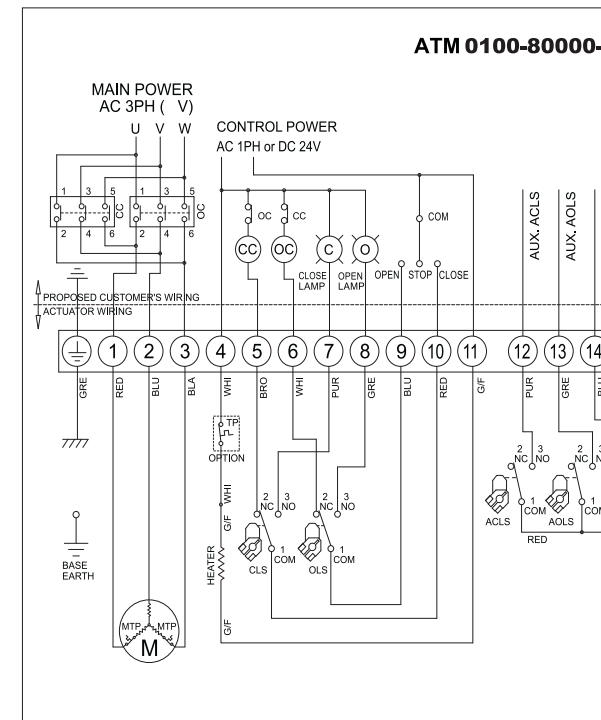 ATM 0100-80000-
MAIN POWER
AC 3PH ( V)
U V W
CONTROL POWER
AC 1PH or DC 24V
1 3 5 1 3 5
CC
OC
2 4 6 2 4 6
OC CC
COM
AUX. ACLS
AUX. AOLS
CC OC C O
CLOSE LAMP
OPEN LAMP
OPEN STOP CLOSE
PROPOSED CUSTOMER'S WIRING
ACTUATOR WIRING
1 2 3 4 5 6 7 8 9 10 11 12 13 14
GRE RED BLU BLA WHI BRO WHI PUR GRE BLU RED G/F PUR GRE BLU
TP
OPTION
WHI
G/F
HEATER
G/F
2 NC 3 NO
1 COM
CLS
2 NC 3 NO
1 COM
OLS
2 NC 3 NO
1 COM
ACLS
2 NC
1 COM
AOLS
RED
BASE
EARTH
MTP MTP
M